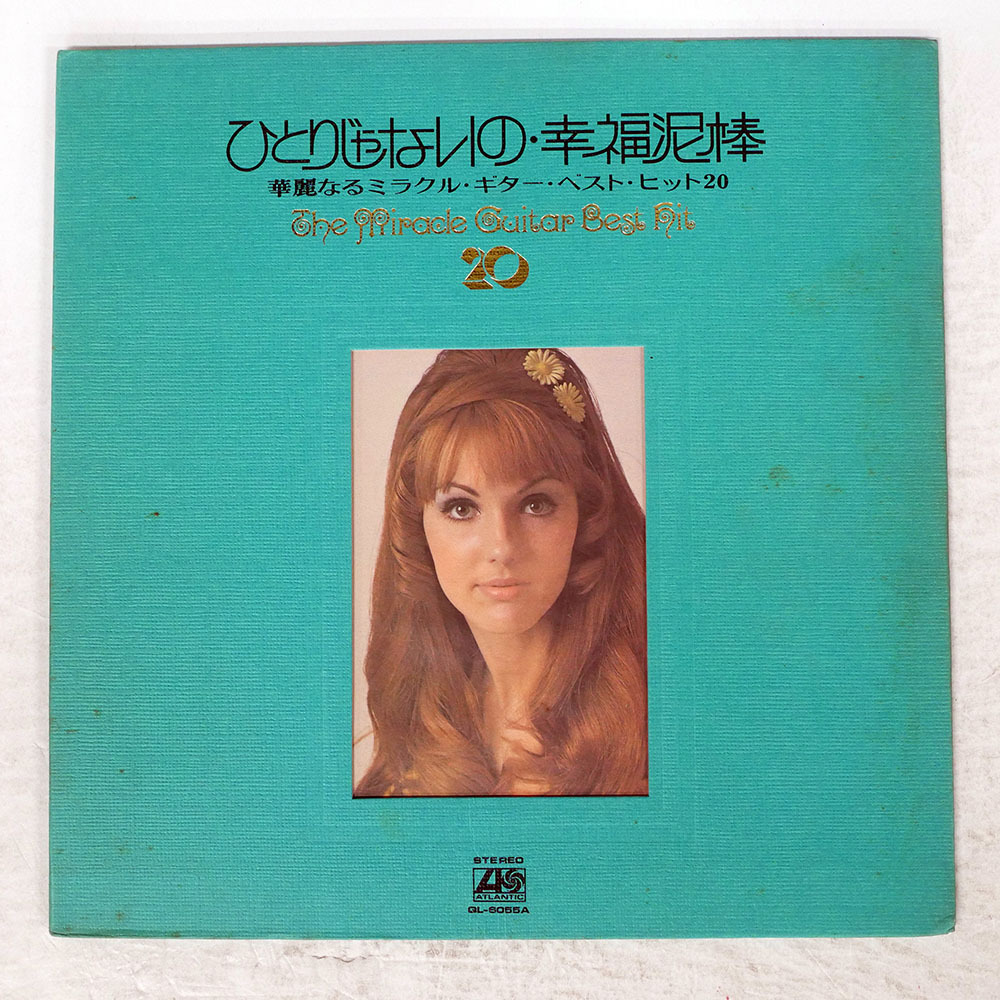 ひとりじゃないの・幸福泥棒
華麗なるミラクル・ギター・ベスト・ヒット20
The Miracle Guitar Best Hit
20
STEREO
ATLANTIC
QL-6055A